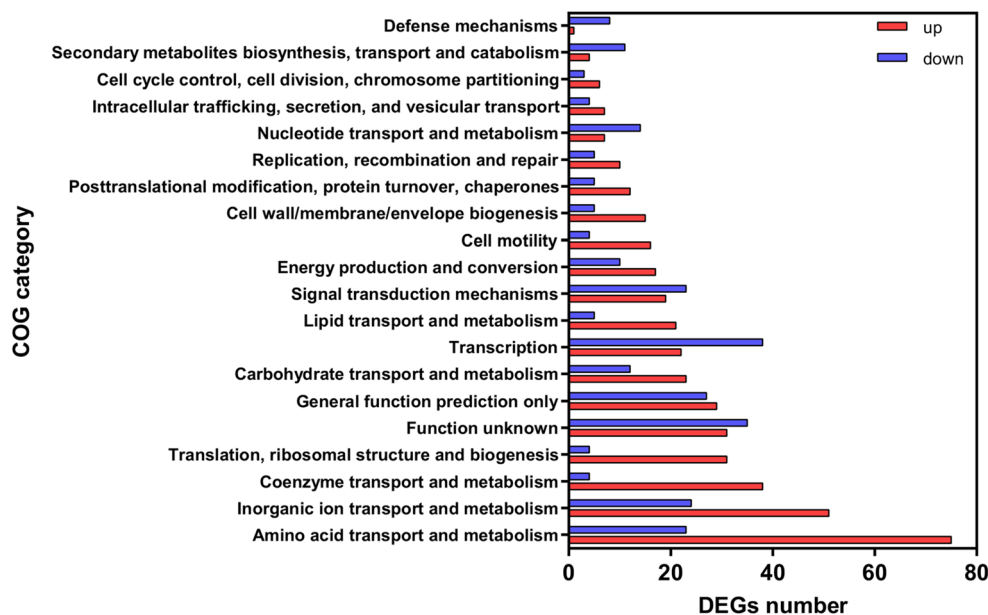 Defense mechanisms
Secondary metabolites biosynthesis, transport and catabolism
Cell cycle control, cell division, chromosome partitioning
Intracellular trafficking, secretion, and vesicular transport
Nucleotide transport and metabolism
Replication, recombination and repair
Posttranslational modification, protein turnover, chaperones
Cell wall/membrane/envelope biogenesis
Cell motility
Energy production and conversion
Signal transduction mechanisms
Lipid transport and metabolism
Transcription
Carbohydrate transport and metabolism
General function prediction only
Function unknown
Translation, ribosomal structure and biogenesis
Coenzyme transport and metabolism
Inorganic ion transport and metabolism
Amino acid transport and metabolism
COG category
up
down
0 20 40 60 80
DEGs number